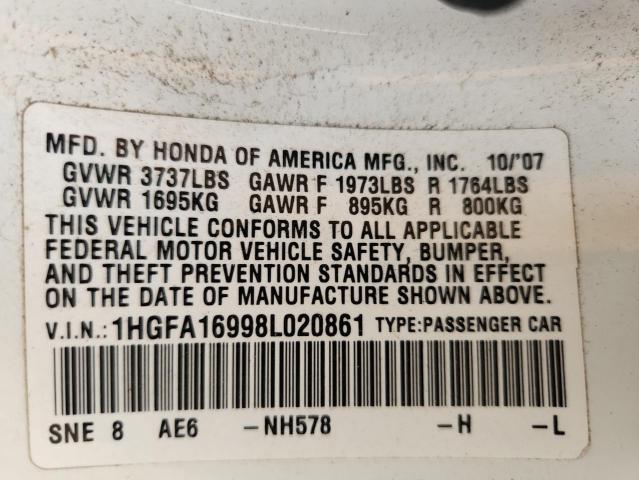 MFD. BY HONDA OF AMERICA MFG., INC. 10/'07
GVWR 3737LBS GAWR F 1973LBS R 1764LBS
GVWR 1695KG GAWR F 895KG R 800KG
THIS VEHICLE CONFORMS TO ALL APPLICABLE
FEDERAL MOTOR VEHICLE SAFETY, BUMPER,
AND THEFT PREVENTION STANDARDS IN EFFECT
ON THE DATE OF MANUFACTURE SHOWN ABOVE.
V.I.N.: 1HGFA16998L020861 TYPE:PASSENGER CAR
SNE 8 AE6 -NH578 -H -L